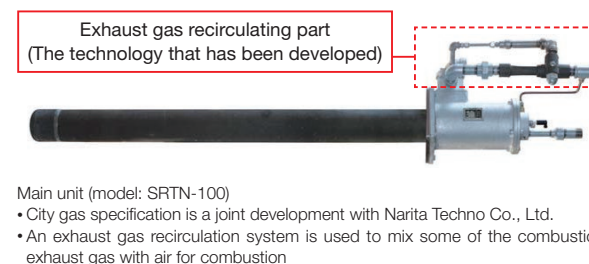 Exhaust gas recirculating part
(The technology that has been developed)
Main unit (model: SRTN-100)
• City gas specification is a joint development with Narita Techno Co., Ltd.
• An exhaust gas recirculation system is used to mix some of the combustio
exhaust gas with air for combustion